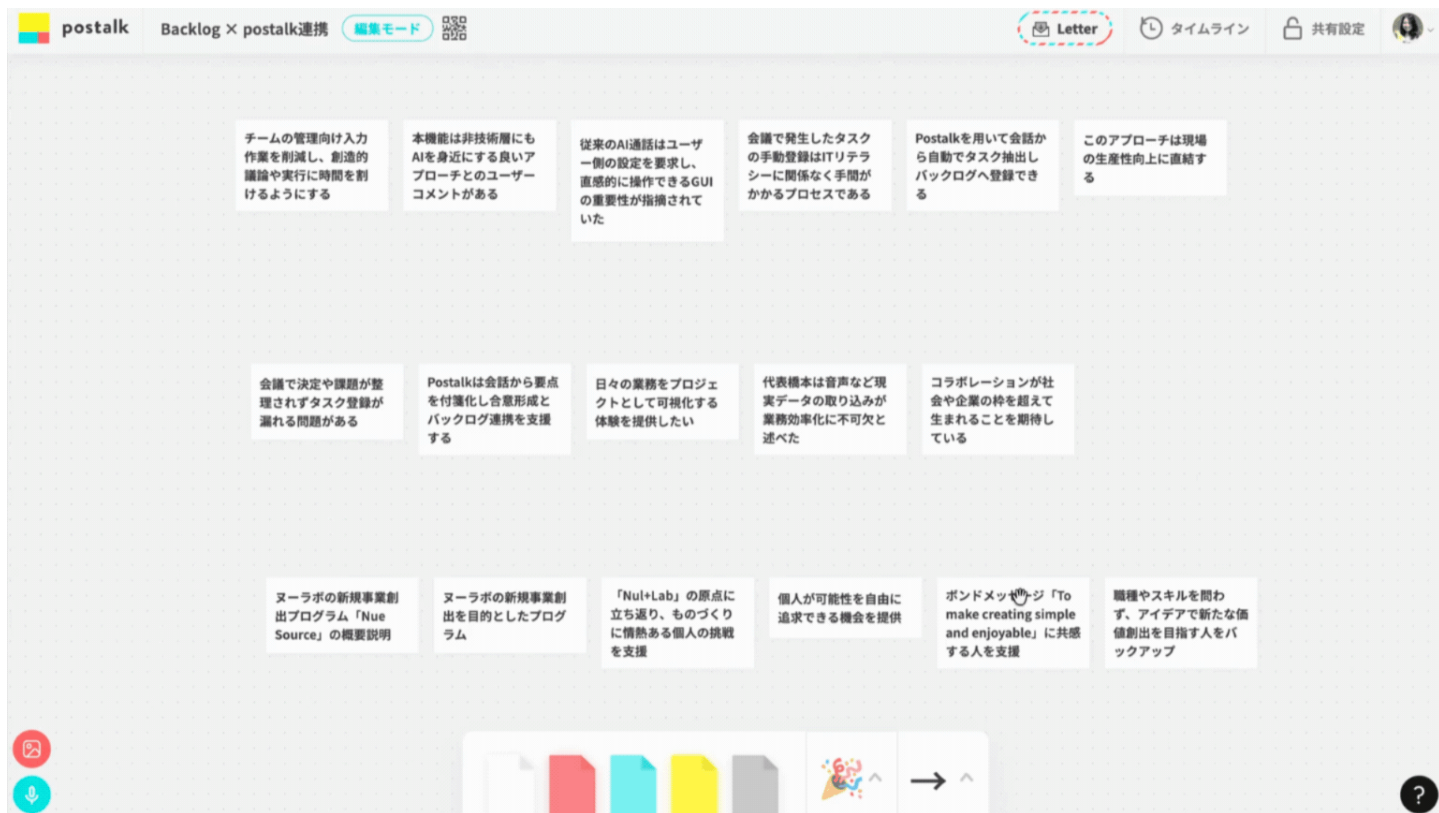 postalk
Backlog × postalk連携
編集モード
Letter
タイムライン
共有設定
チームの管理向け入力
作業を削減し、創造的
議論や実行に時間を割
けるようにする
本機能は非技術層にも
AIを身近にする良いア
プローチとのユーザー
コメントがある
従来のAI通話はユーザ
ー側の設定を要求し、
直感的に操作できるGUI
の重要性が指摘されて
いた
会議で発生したタスク
の手動登録はITリテラ
シーに関係なく手間が
かかるプロセスである
Postalkを用いて会話か
ら自動でタスク抽出し
バックログへ登録でき
る
このアプローチは現場
の生産性向上に直結す
る
会議で決定や課題が整
理されずタスク登録が
漏れる問題がある
Postalkは会話から要点
を付箋化し合意形成と
バックログ連携を支援
する
日々の業務をプロジェ
クトとして可視化する
体験を提供したい
代表橋本は音声など現
実データの取り込みが
業務効率化に不可欠と
述べた
コラボレーションが社
会や企業の枠を超えて
生まれることを期待し
ている
ヌーラボの新規事業創
出プログラム「Nue
Source」の概要説明
ヌーラボの新規事業創
出を目的としたプログ
ラム
「Nul+Lab」の原点に
立ち返り、ものづくり
に情熱ある個人の挑戦
を支援
個人が可能性を自由に
追求できる機会を提供
ボンドメッセージ「To
make creating simple
and enjoyable」に共感
する人を支援
職種やスキルを問わ
ず、アイデアで新たな価
値創出を目指す人をバ
ックアップ
?